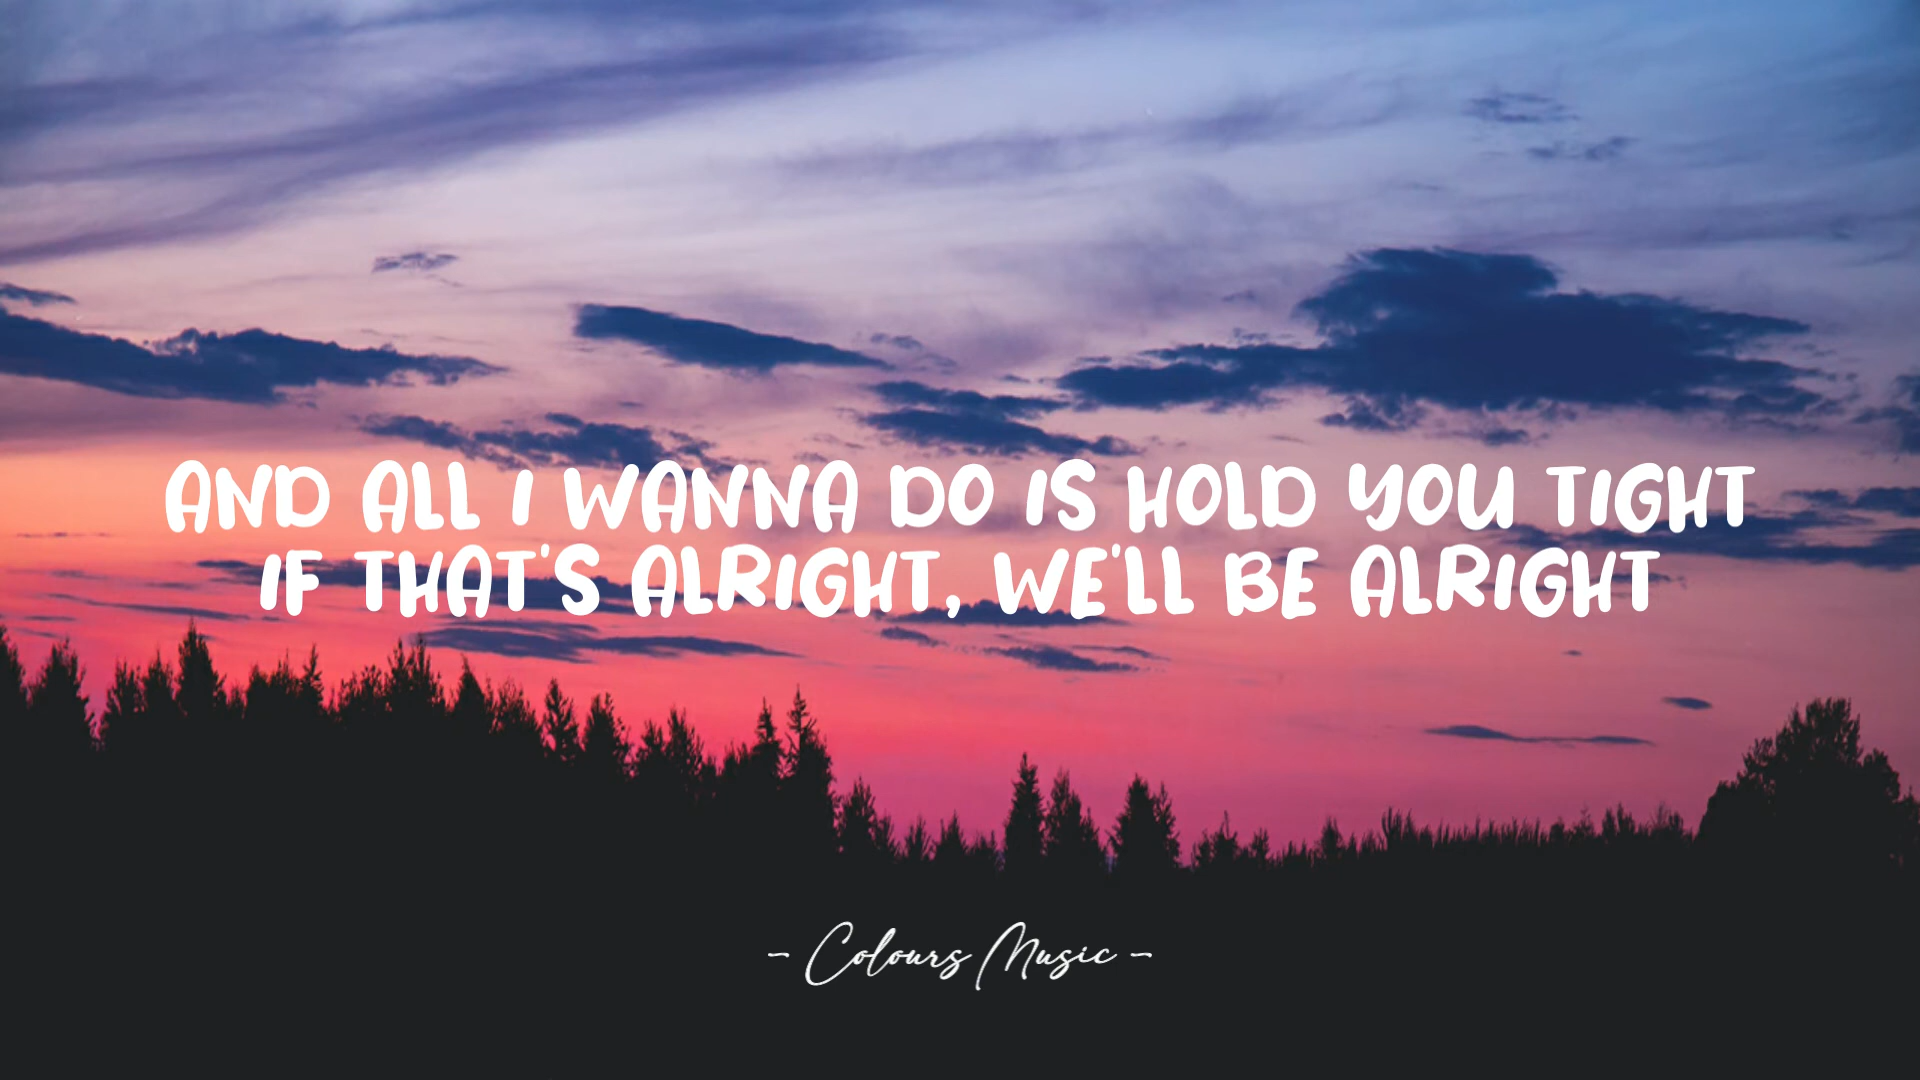 AND ALL I WANNA DO IS HOLD YOU TIGHT
IF THAT'S ALRIGHT, WE'LL BE ALRIGHT
- Colours Music -